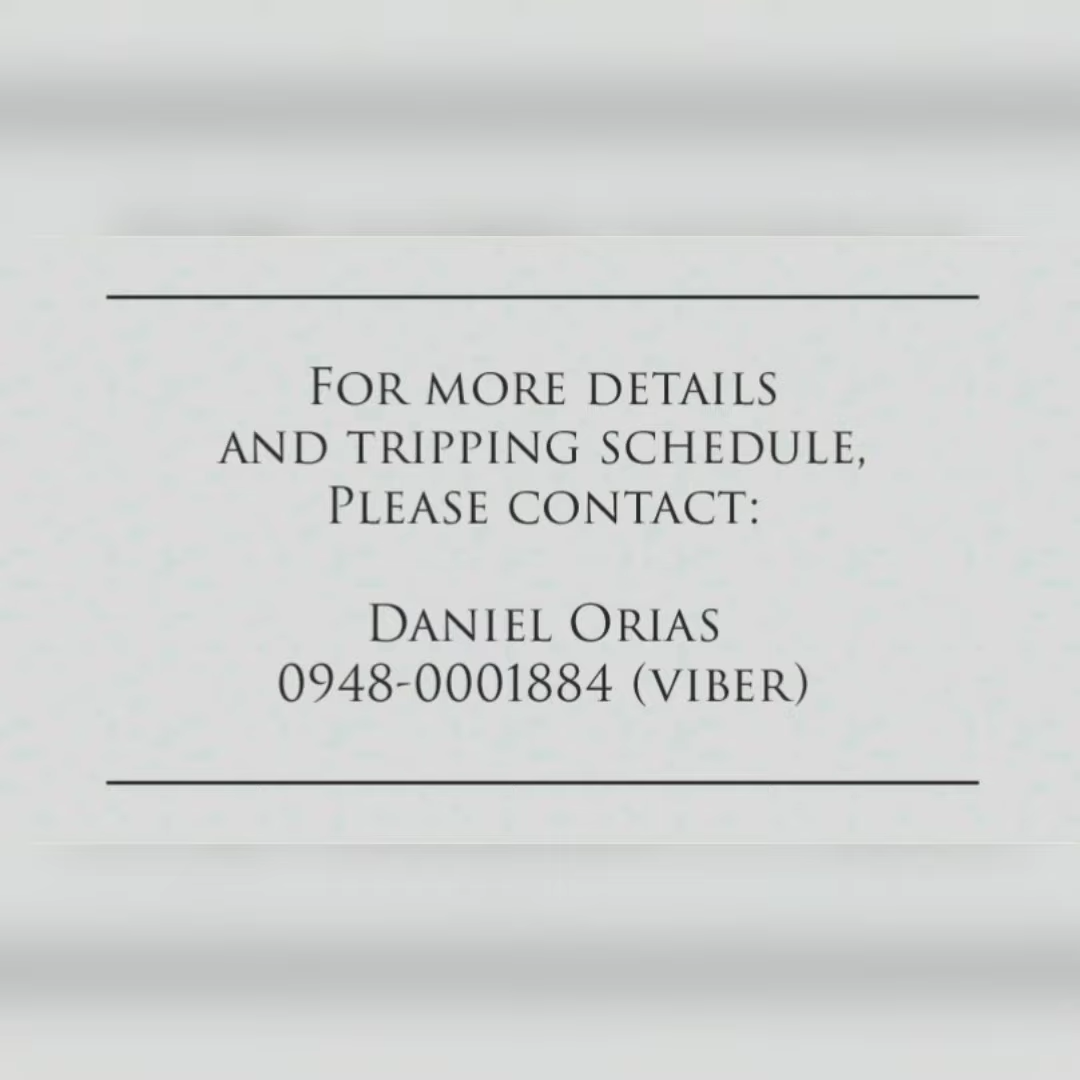 For more details
and tripping schedule,
Please contact:
Daniel Orias
0948-0001884 (viber)